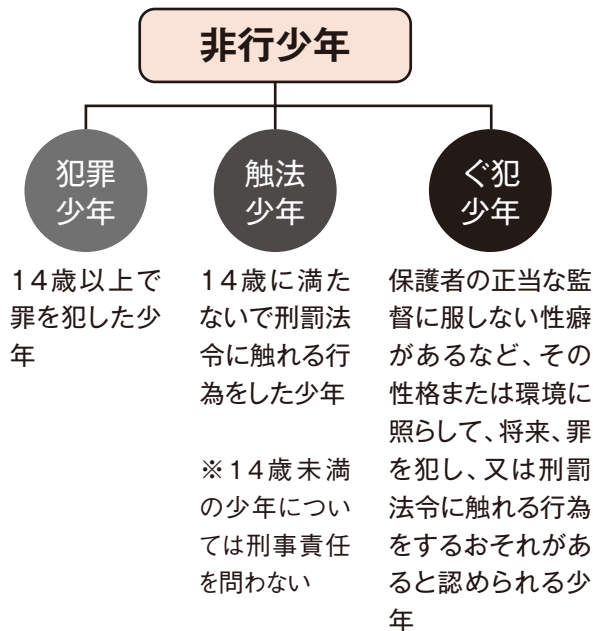 非行少年
犯罪
少年
14歳以上で
罪を犯した少
年
触法
少年
14歳に満た
ないで刑罰法
令に触れる行
為をした少年
※14歳未満
の少年につい
ては刑事責任
を問わない
ぐ犯
少年
保護者の正当な監
督に服しない性癖
があるなど、その
性格または環境に
照らして、将来、罪
を犯し、又は刑罰
法令に触れる行為
をするおそれがあ
ると認められる少
年